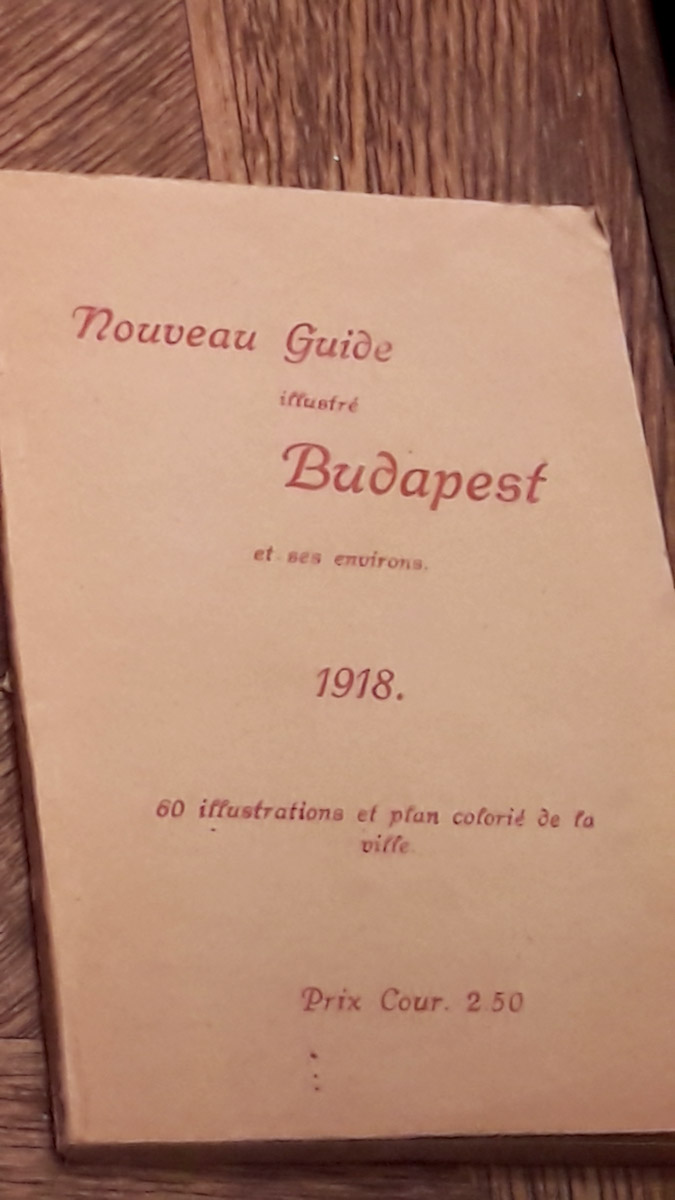 Nouveau Guide
illustré
Budapest
et ses environs.
1918.
60 illustrations et plan colorié de la
ville
Prix Cour. 2 50